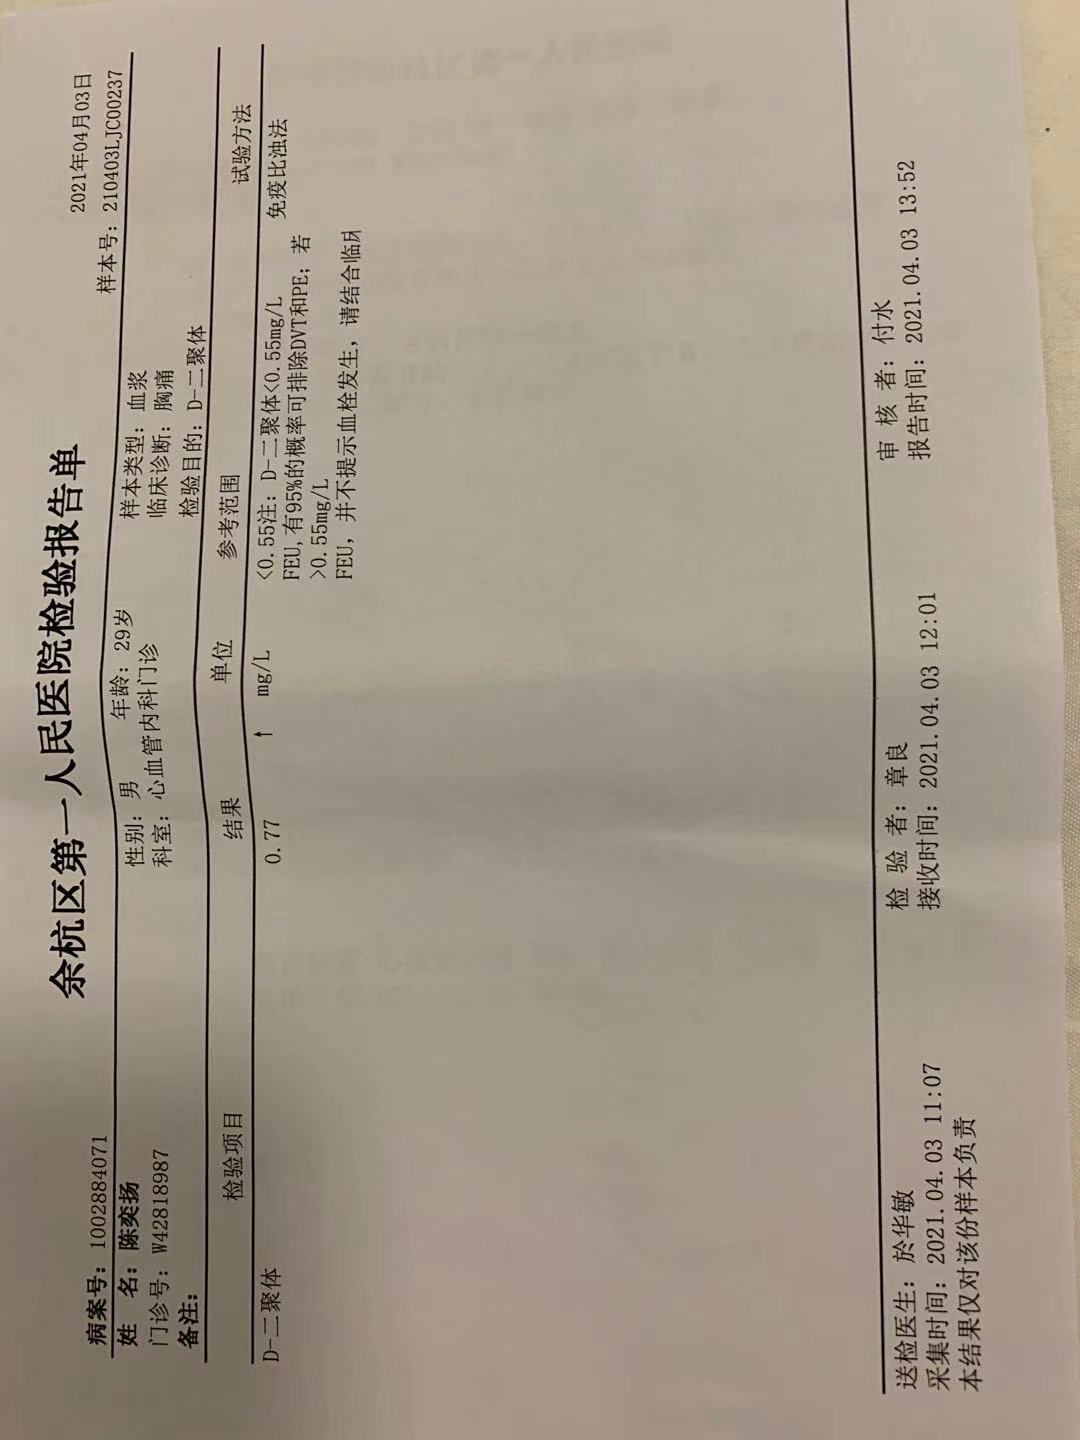 余杭区第一人民医院检验报告单
病案号: 1002884071 2021年04月03日
样本号: 210403LJC00237
姓 名: 陈奕扬 性别: 男 年龄: 29岁 样本类型: 血浆
门诊号: W42818987 科室: 心血管内科门诊 临床诊断: 胸痛
备注: 检验目的: D-二聚体
检验项目 结果 单位 参考范围 试验方法
D-二聚体 0.77 ↑ mg/L <0.55注: D-二聚体<0.55mg/L 免疫比浊法
FEU,有95%的概率可排除DVT和PE; 若
>0.55mg/L
FEU, 并不提示血栓发生, 请结合临
送检医生: 於华敏 检 验 者: 章良 审 核 者: 付水
采集时间: 2021.04.03 11:07 接收时间: 2021.04.03 12:01 报告时间: 2021.04.03 13:52
本结果仅对该份样本负责